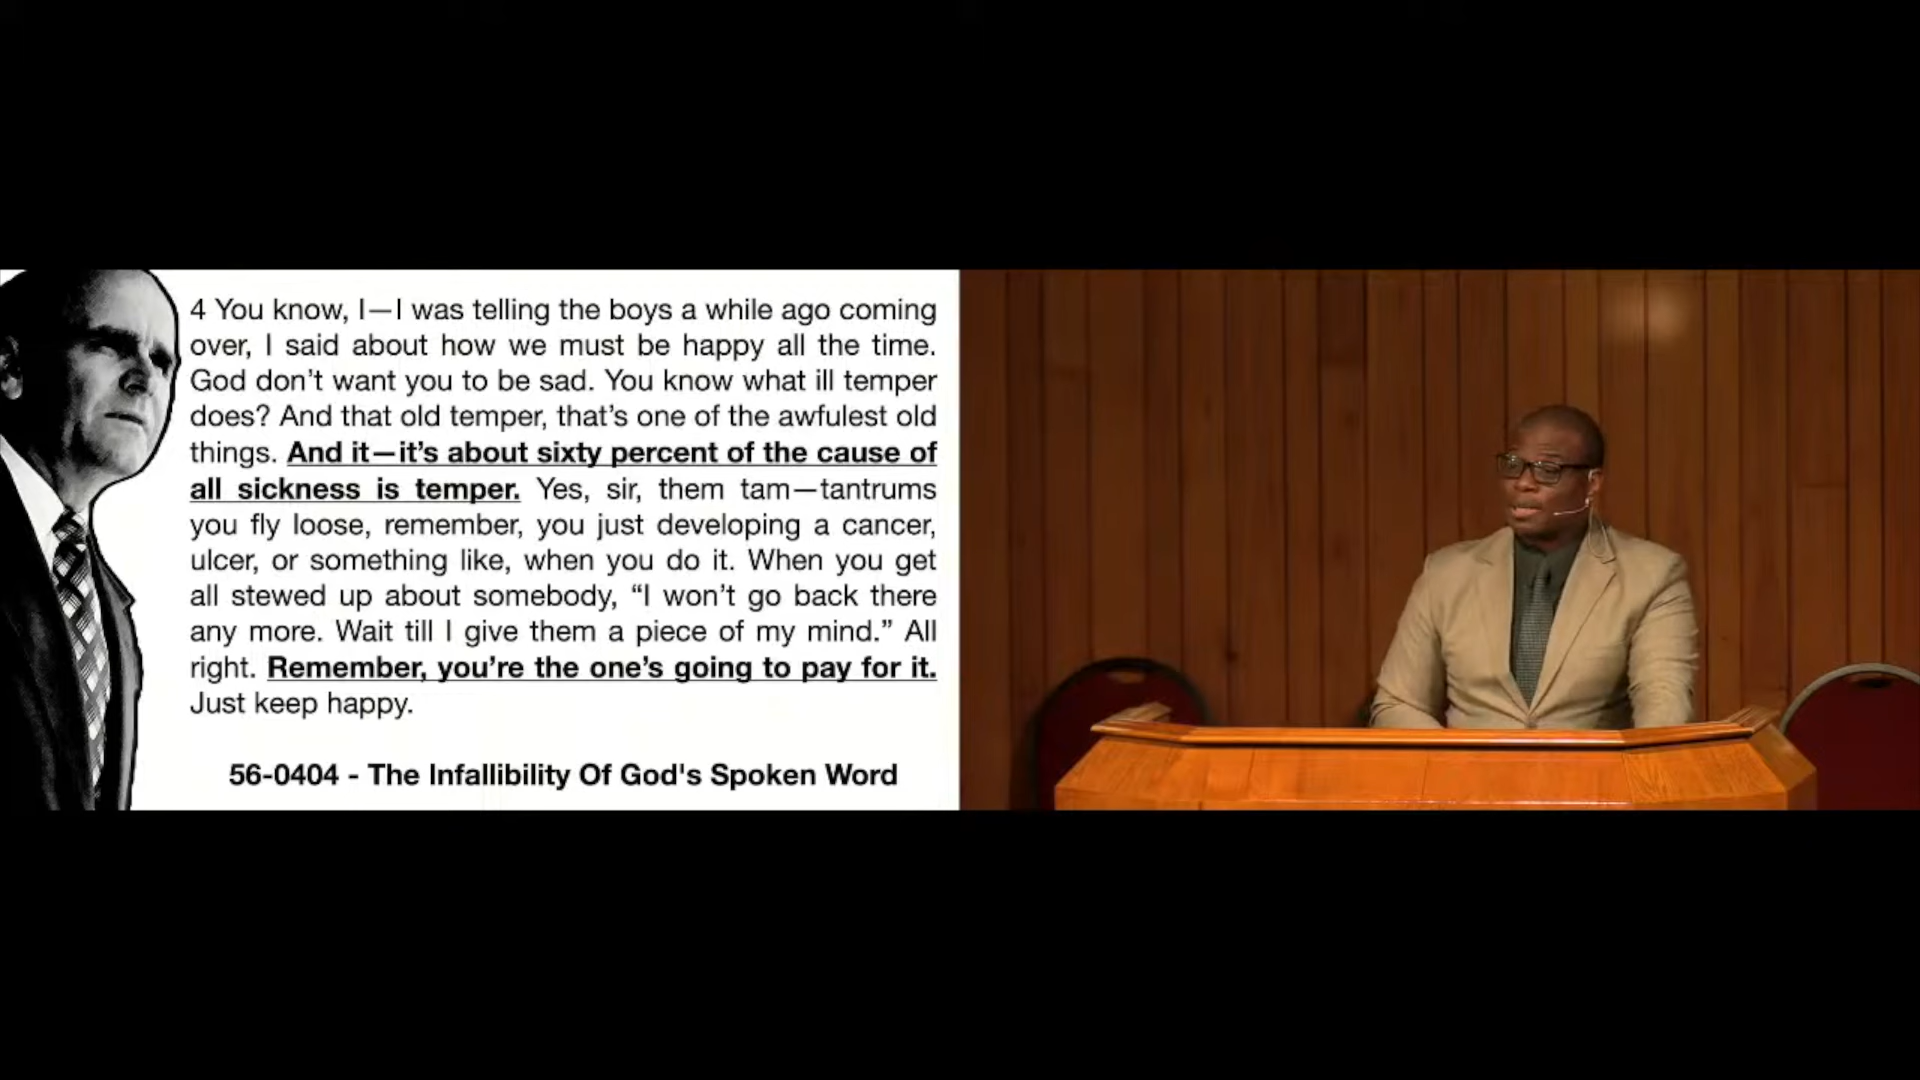 4 You know, I—I was telling the boys a while ago coming
over, I said about how we must be happy all the time.
God don’t want you to be sad. You know what ill temper
does? And that old temper, that’s one of the awfulest old
things. And it—it’s about sixty percent of the cause of
all sickness is temper. Yes, sir, them tam—tantrums
you fly loose, remember, you just developing a cancer,
ulcer, or something like, when you do it. When you get
all stewed up about somebody, “I won’t go back there
any more. Wait till I give them a piece of my mind.” All
right. Remember, you’re the one’s going to pay for it.
Just keep happy.
56-0404 - The Infallibility Of God's Spoken Word